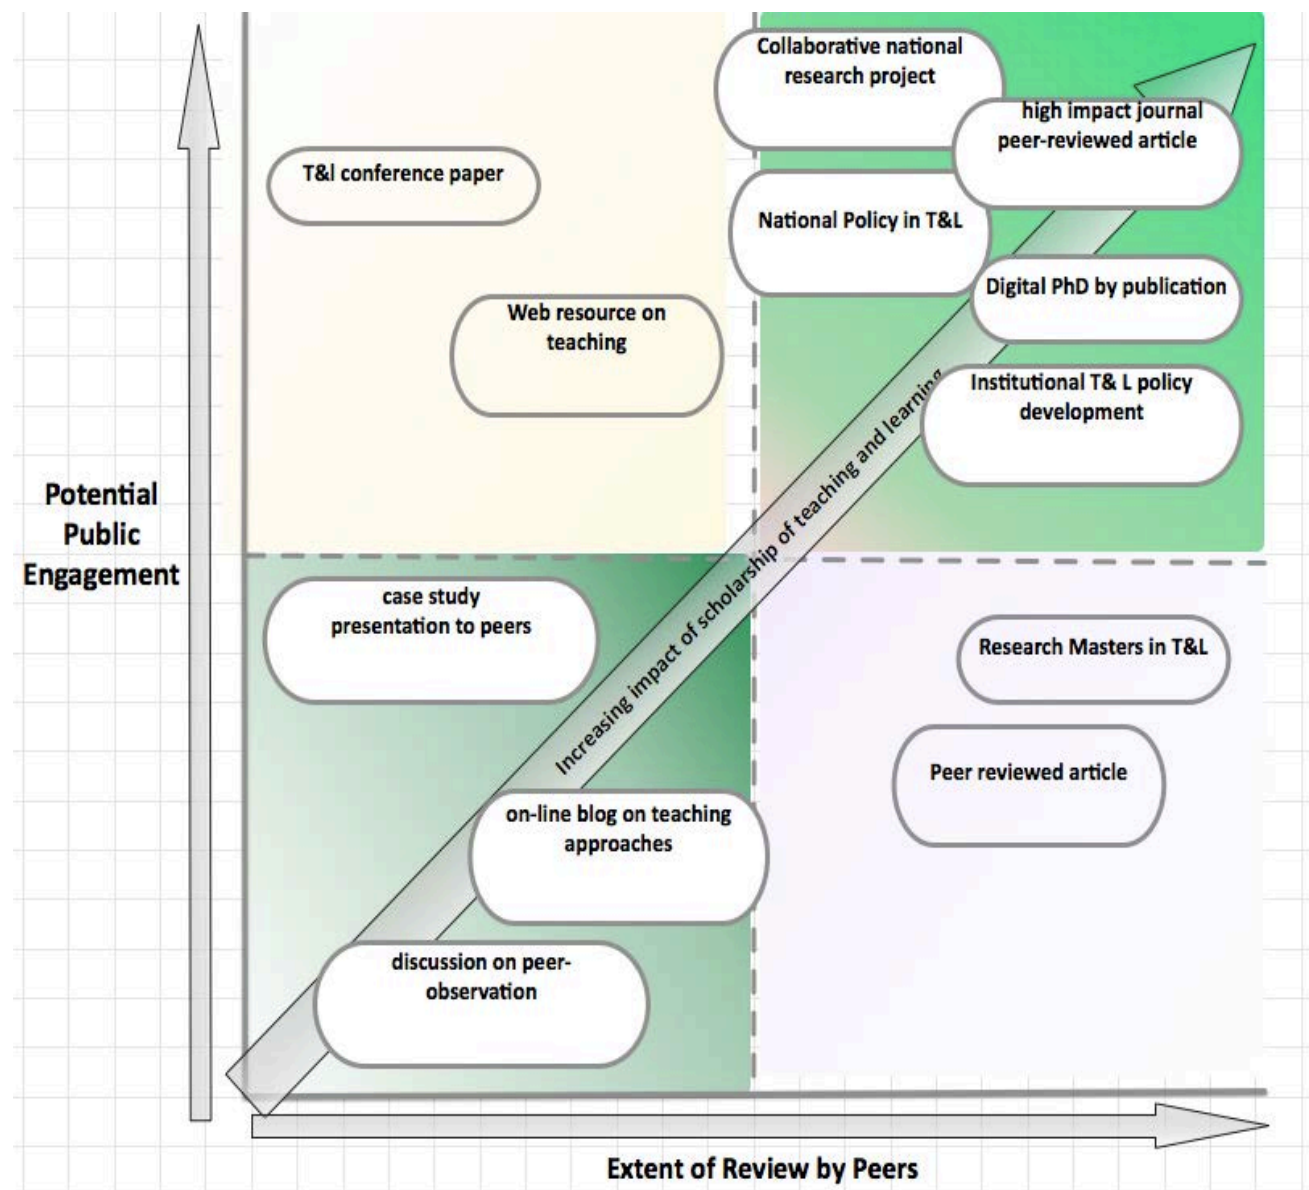 Collaborative national
research project
high impact journal
peer-reviewed article
T&l conference paper
National Policy in T&L
Digital PhD by publication
Web resource on
teaching
Institutional T& L policy
development
Potential
Public
Engagement
Increasing impact of scholarship of teaching and learning
case study
presentation to peers
Research Masters in T&L
Peer reviewed article
on-line blog on teaching
approaches
discussion on peer-
observation
Extent of Review by Peers